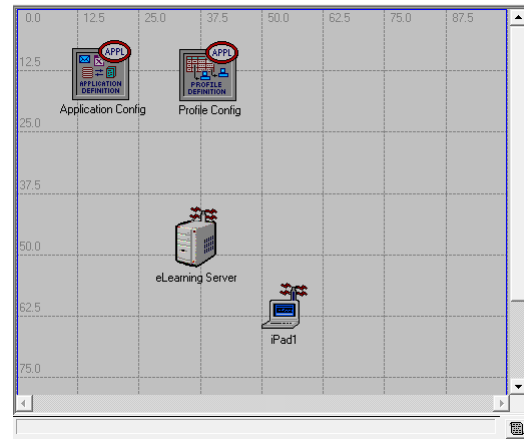 0.0 12.5 25.0 37.5 50.0 62.5 75.0 87.5
APPL APPL
12.5
APPLICATION DEFINITION
PROFILE DEFINITION
Application Config Profile Config
25.0
37.5
50.0
eLearning Server
62.5
iPad1
75.0